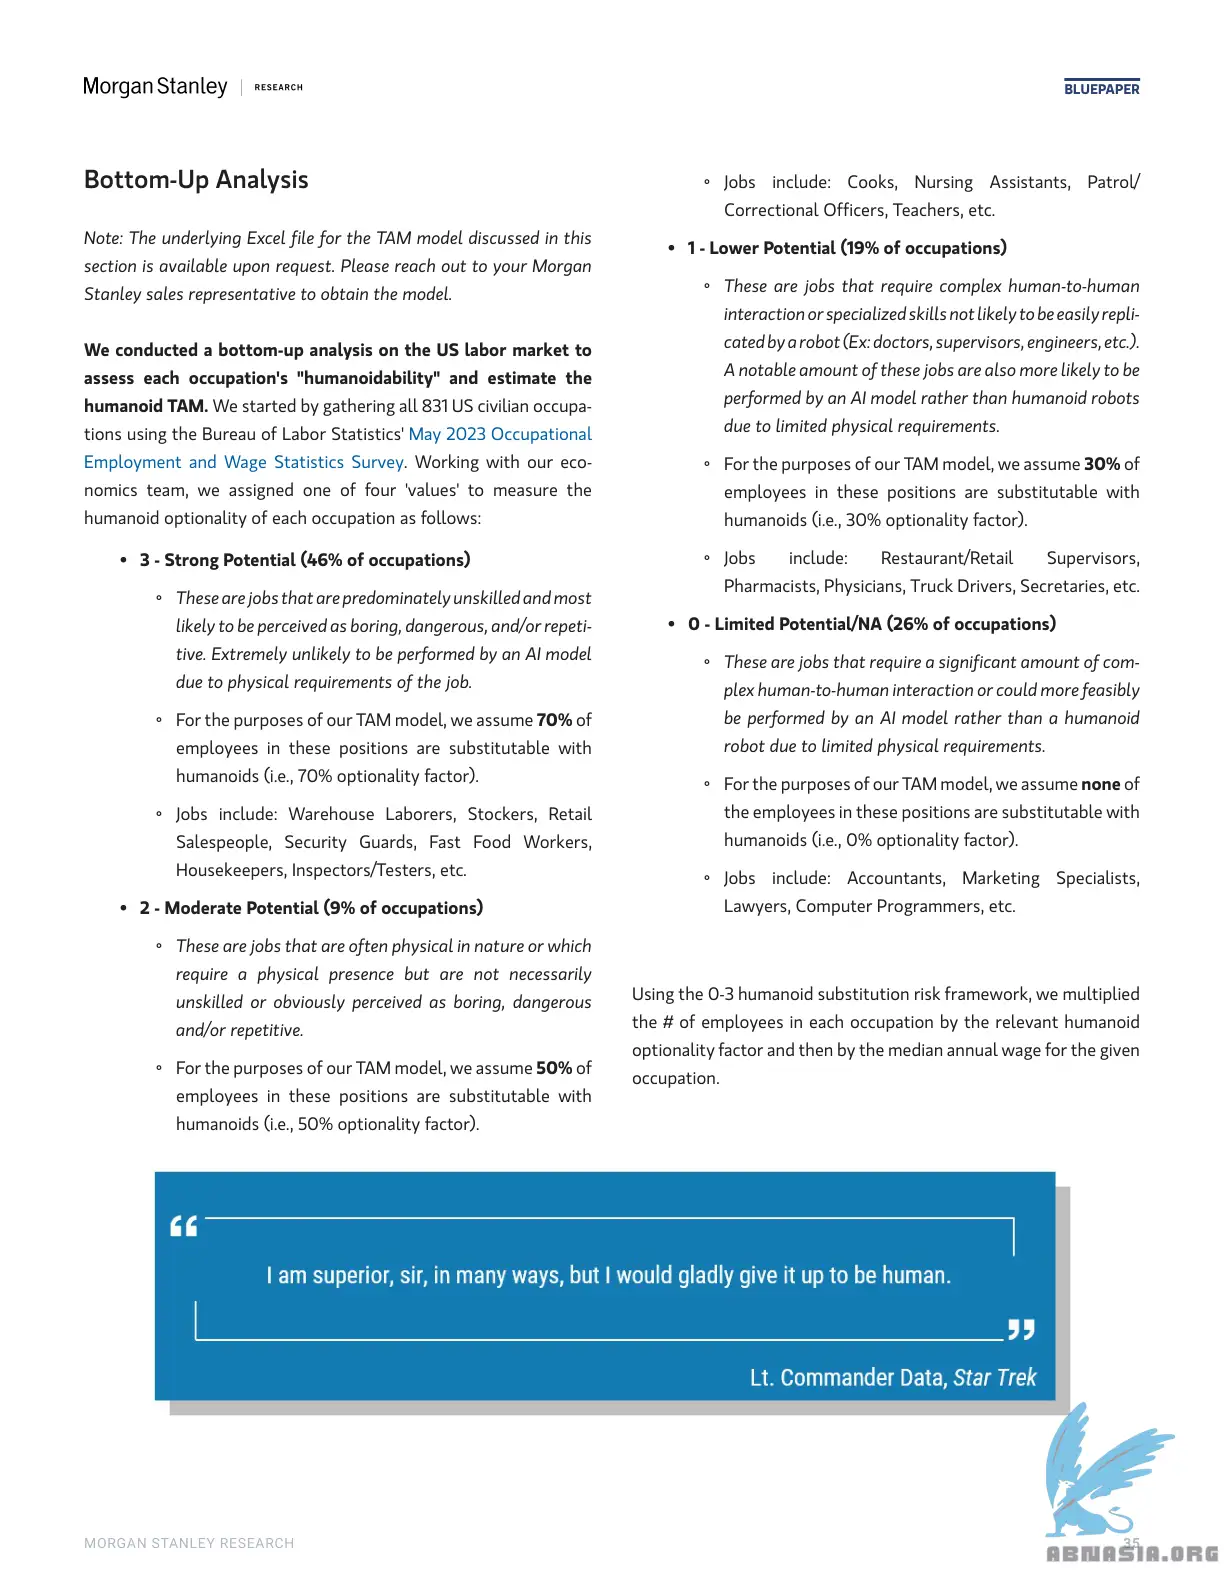 Morgan Stanley | RESEARCH
BLUEPAPER
Bottom-Up Analysis
Note: The underlying Excel file for the TAM model discussed in this
section is available upon request. Please reach out to your Morgan
Stanley sales representative to obtain the model.
We conducted a bottom-up analysis on the US labor market to
assess each occupation's "humanoidability" and estimate the
humanoid TAM. We started by gathering all 831 US civilian occupa-
tions using the Bureau of Labor Statistics' May 2023 Occupational
Employment and Wage Statistics Survey. Working with our eco-
nomics team, we assigned one of four 'values' to measure the
humanoid optionality of each occupation as follows:
• 3 - Strong Potential (46% of occupations)
° These are jobs that are predominately unskilled and most
likely to be perceived as boring, dangerous, and/or repeti-
tive. Extremely unlikely to be performed by an AI model
due to physical requirements of the job.
° For the purposes of our TAM model, we assume 70% of
employees in these positions are substitutable with
humanoids (i.e., 70% optionality factor).
° Jobs include: Warehouse Laborers, Stockers, Retail
Salespeople, Security Guards, Fast Food Workers,
Housekeepers, Inspectors/Testers, etc.
• 2 - Moderate Potential (9% of occupations)
° These are jobs that are often physical in nature or which
require a physical presence but are not necessarily
unskilled or obviously perceived as boring, dangerous
and/or repetitive.
° For the purposes of our TAM model, we assume 50% of
employees in these positions are substitutable with
humanoids (i.e., 50% optionality factor).
° Jobs include: Cooks, Nursing Assistants, Patrol/
Correctional Officers, Teachers, etc.
• 1 - Lower Potential (19% of occupations)
° These are jobs that require complex human-to-human
interaction or specialized skills not likely to be easily repli-
cated by a robot (Ex: doctors, supervisors, engineers, etc.).
A notable amount of these jobs are also more likely to be
performed by an AI model rather than humanoid robots
due to limited physical requirements.
° For the purposes of our TAM model, we assume 30% of
employees in these positions are substitutable with
humanoids (i.e., 30% optionality factor).
° Jobs include: Restaurant/Retail Supervisors,
Pharmacists, Physicians, Truck Drivers, Secretaries, etc.
• 0 - Limited Potential/NA (26% of occupations)
° These are jobs that require a significant amount of com-
plex human-to-human interaction or could more feasibly
be performed by an AI model rather than a humanoid
robot due to limited physical requirements.
° For the purposes of our TAM model, we assume none of
the employees in these positions are substitutable with
humanoids (i.e., 0% optionality factor).
° Jobs include: Accountants, Marketing Specialists,
Lawyers, Computer Programmers, etc.
Using the 0-3 humanoid substitution risk framework, we multiplied
the # of employees in each occupation by the relevant humanoid
optionality factor and then by the median annual wage for the given
occupation.
“
I am superior, sir, in many ways, but I would gladly give it up to be human.
”
Lt. Commander Data, Star Trek
MORGAN STANLEY RESEARCH
35
ABNASIA.ORG